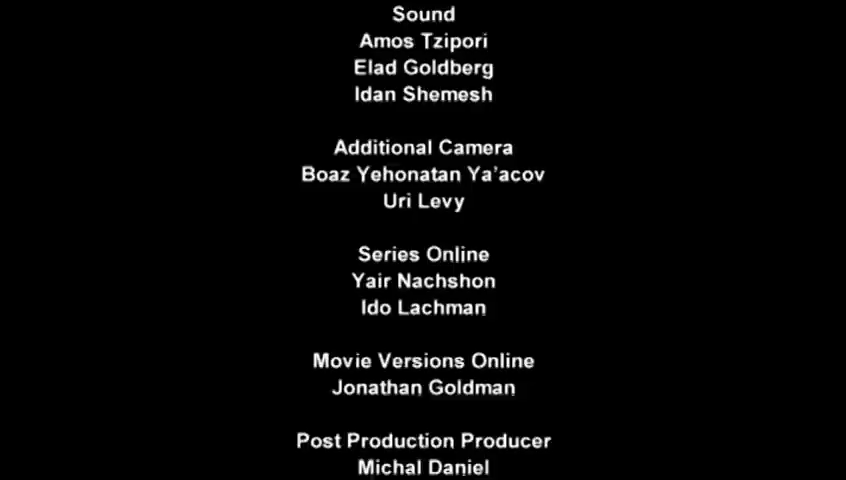 Sound
Amos Tzipori
Elad Goldberg
Idan Shemesh
Additional Camera
Boaz Yehonatan Ya’acov
Uri Levy
Series Online
Yair Nachshon
Ido Lachman
Movie Versions Online
Jonathan Goldman
Post Production Producer
Michal Daniel